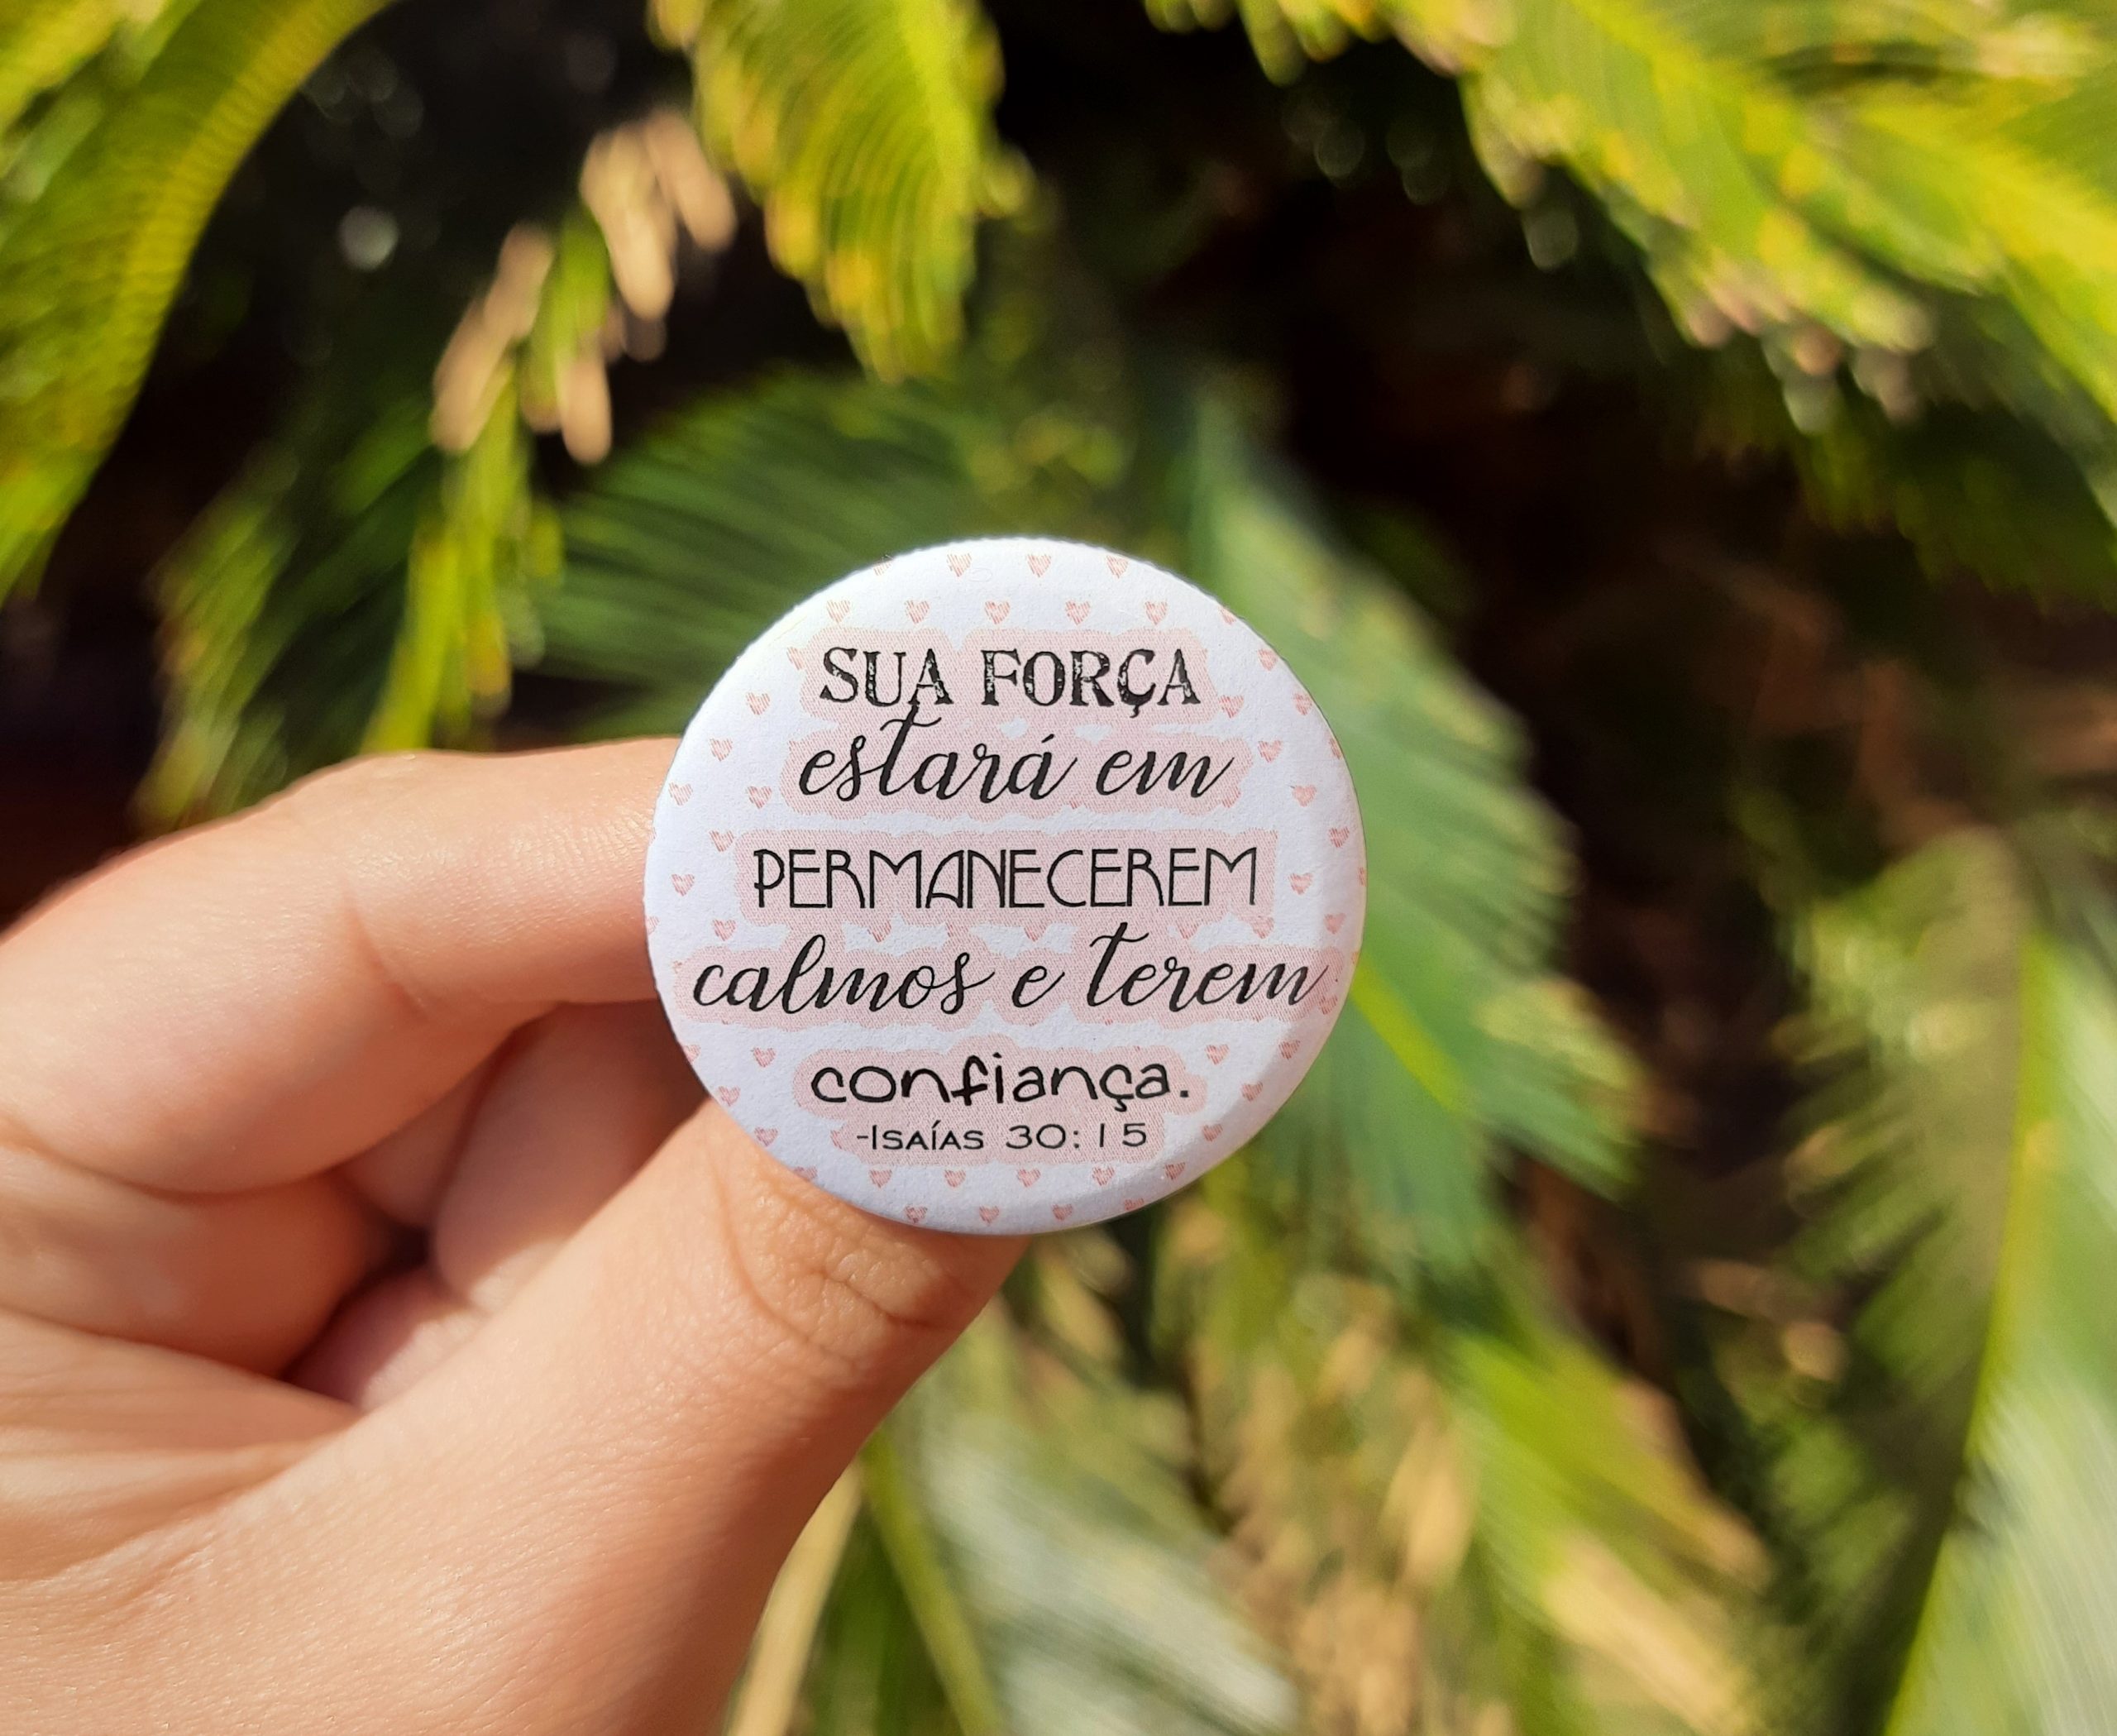 SUA FORÇA
estará em
PERMANECEREM
calmos e terem
confiança.
-ISAÍAS 30:15